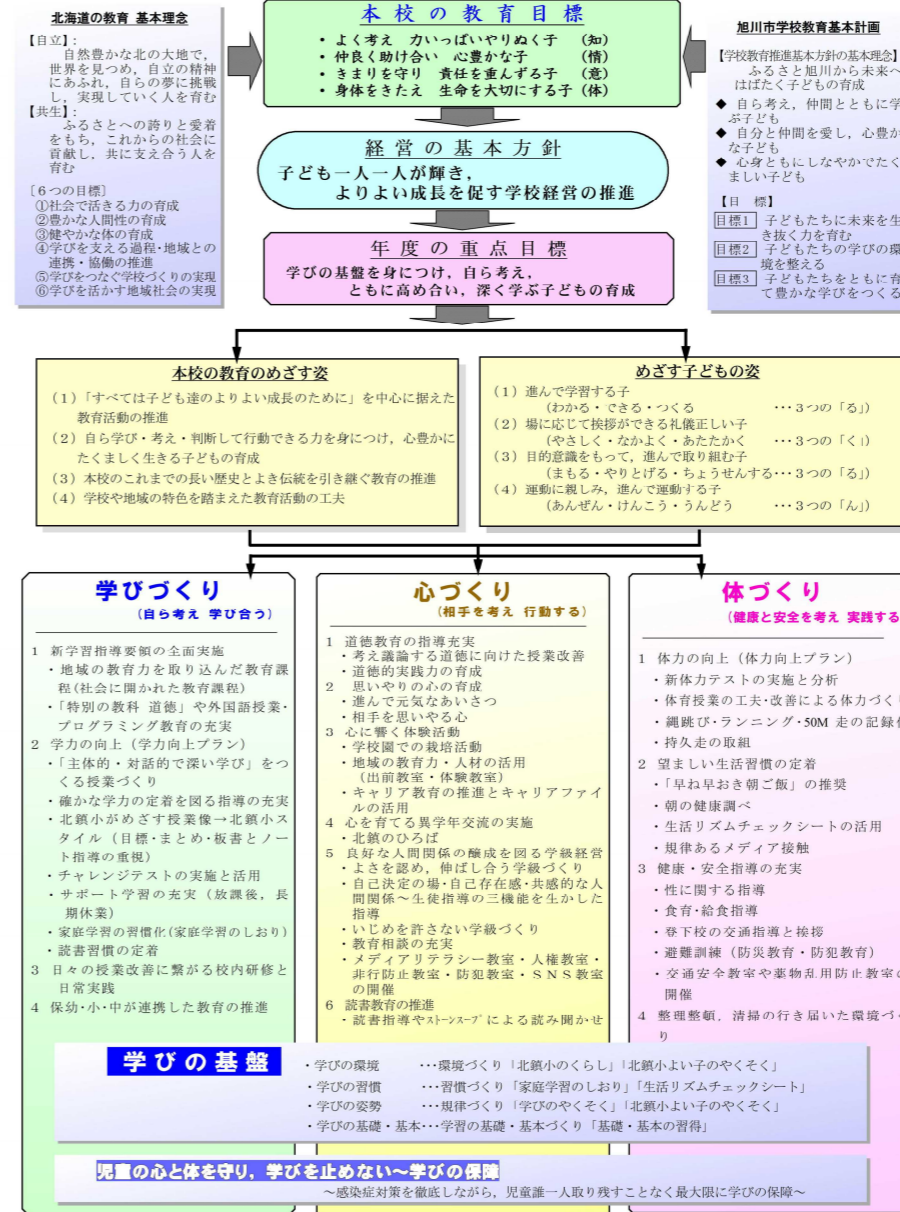 北海道の教育 基本理念
【自立】:
自然豊かな北の大地で,
世界を見つめ,自立の精神
にあふれ,自らの夢に挑戦
し,実現していく人を育む
【共生】:
ふるさとへの誇りと愛着
をもち,これからの社会に
貢献し,共に支え合う人を
育む
〔6つの目標〕
①社会で活きる力の育成
②豊かな人間性の育成
③健やかな体の育成
④学びを支える過程・地域との
連携・協働の推進
⑤学びをつなぐ学校づくりの実現
⑥学びを活かす地域社会の実現
本校の教育目標
・よく考え 力いっぱいやりぬく子 (知)
・仲良く助け合い 心豊かな子 (情)
・きまりを守り 責任を重んずる子 (意)
・身体をきたえ 生命を大切にする子 (体)
旭川市学校教育基本計画
【学校教育推進基本方針の基本理念】
ふるさと旭川から未来へ
はばたく子どもの育成
◆ 自ら考え,仲間とともに学
ぶ子ども
◆ 自分と仲間を愛し,心豊か
な子ども
◆ 心身ともにしなやかでたく
ましい子ども
【目 標】
目標1 子どもたちに未来を生
き抜く力を育む
目標2 子どもたちの学びの環
境を整える
目標3 子どもたちをともに育
て豊かな学びをつくる
経営の基本方針
子ども一人一人が輝き,
よりよい成長を促す学校経営の推進
年度の重点目標
学びの基盤を身につけ,自ら考え,
ともに高め合い,深く学ぶ子どもの育成
本校の教育のめざす姿
(1)「すべては子ども達のよりよい成長のために」を中心に据えた
教育活動の推進
(2)自ら学び・考え・判断して行動できる力を身につけ,心豊かに
たくましく生きる子どもの育成
(3)本校のこれまでの長い歴史とよき伝統を引き継ぐ教育の推進
(4)学校や地域の特色を踏まえた教育活動の工夫
めざす子どもの姿
(1)進んで学習する子
(わかる・できる・つくる ・・・3つの「る」)
(2)場に応じて挨拶ができる礼儀正しい子
(やさしく・なかよく・あたたかく ・・・3つの「く」)
(3)目的意識をもって,進んで取り組む子
(まもる・やりとげる・ちょうせんする・・・3つの「る」)
(4)運動に親しみ,進んで運動する子
(あんぜん・けんこう・うんどう ・・・3つの「ん」)
学びづくり
(自ら考え 学び合う)
1 新学習指導要領の全面実施
・地域の教育力を取り込んだ教育課
程(社会に開かれた教育課程)
・「特別の教科 道徳」や外国語授業・
プログラミング教育の充実
2 学力の向上(学力向上プラン)
・「主体的・対話的で深い学び」をつ
くる授業づくり
・確かな学力の定着を図る指導の充実
・北鎮小がめざす授業像→北鎮小ス
タイル(目標・まとめ・板書とノー
ト指導の重視)
・チャレンジテストの実施と活用
・サポート学習の充実(放課後,長
期休業)
・家庭学習の習慣化(家庭学習のしおり)
・読書習慣の定着
3 日々の授業改善に繋がる校内研修と
日常実践
4 保幼・小・中が連携した教育の推進
心づくり
(相手を考え 行動する)
1 道徳教育の指導充実
・考え議論する道徳に向けた授業改善
・道徳的実践力の育成
2 思いやりの心の育成
・進んで元気なあいさつ
・相手を思いやる心
3 心に響く体験活動
・学校園での栽培活動
・地域の教育力・人材の活用
(出前教室・体験教室)
・キャリア教育の推進とキャリアファイ
ルの活用
4 心を育てる異学年交流の実施
・北鎮のひろば
5 良好な人間関係の醸成を図る学級経営
・よさを認め,伸ばし合う学級づくり
・自己決定の場・自己存在感・共感的な人
間関係~生徒指導の三機能を生かした
指導
・いじめを許さない学級づくり
・教育相談の充実
・メディアリテラシー教室・人権教室・
非行防止教室・防犯教室・SNS教室
の開催
6 読書教育の推進
・読書指導やストーンスープによる読み聞かせ
体づくり
(健康と安全を考え 実践する
1 体力の向上(体力向上プラン)
・新体力テストの実施と分析
・体育授業の工夫・改善による体力づく
・縄跳び・ランニング・50M 走の記録
・持久走の取組
2 望ましい生活習慣の定着
・「早ね早おき朝ご飯」の推奨
・朝の健康調べ
・生活リズムチェックシートの活用
・規律あるメディア接触
3 健康・安全指導の充実
・性に関する指導
・食育・給食指導
・登下校の交通指導と挨拶
・避難訓練(防災教育・防犯教育)
・交通安全教室や薬物乱用防止教室の
開催
4 整理整頓,清掃の行き届いた環境づく
り
学びの基盤
・学びの環境 ・・・環境づくり「北鎮小のくらし」「北鎮小よい子のやくそく」
・学びの習慣 ・・・習慣づくり「家庭学習のしおり」「生活リズムチェックシート」
・学びの姿勢 ・・・規律づくり「学びのやくそく」「北鎮小よい子のやくそく」
・学びの基礎・基本・・・学習の基礎・基本づくり「基礎・基本の習得」
児童の心と体を守り,学びを止めない~学びの保障
~感染症対策を徹底しながら,児童誰一人取り残すことなく最大限に学びの保障~